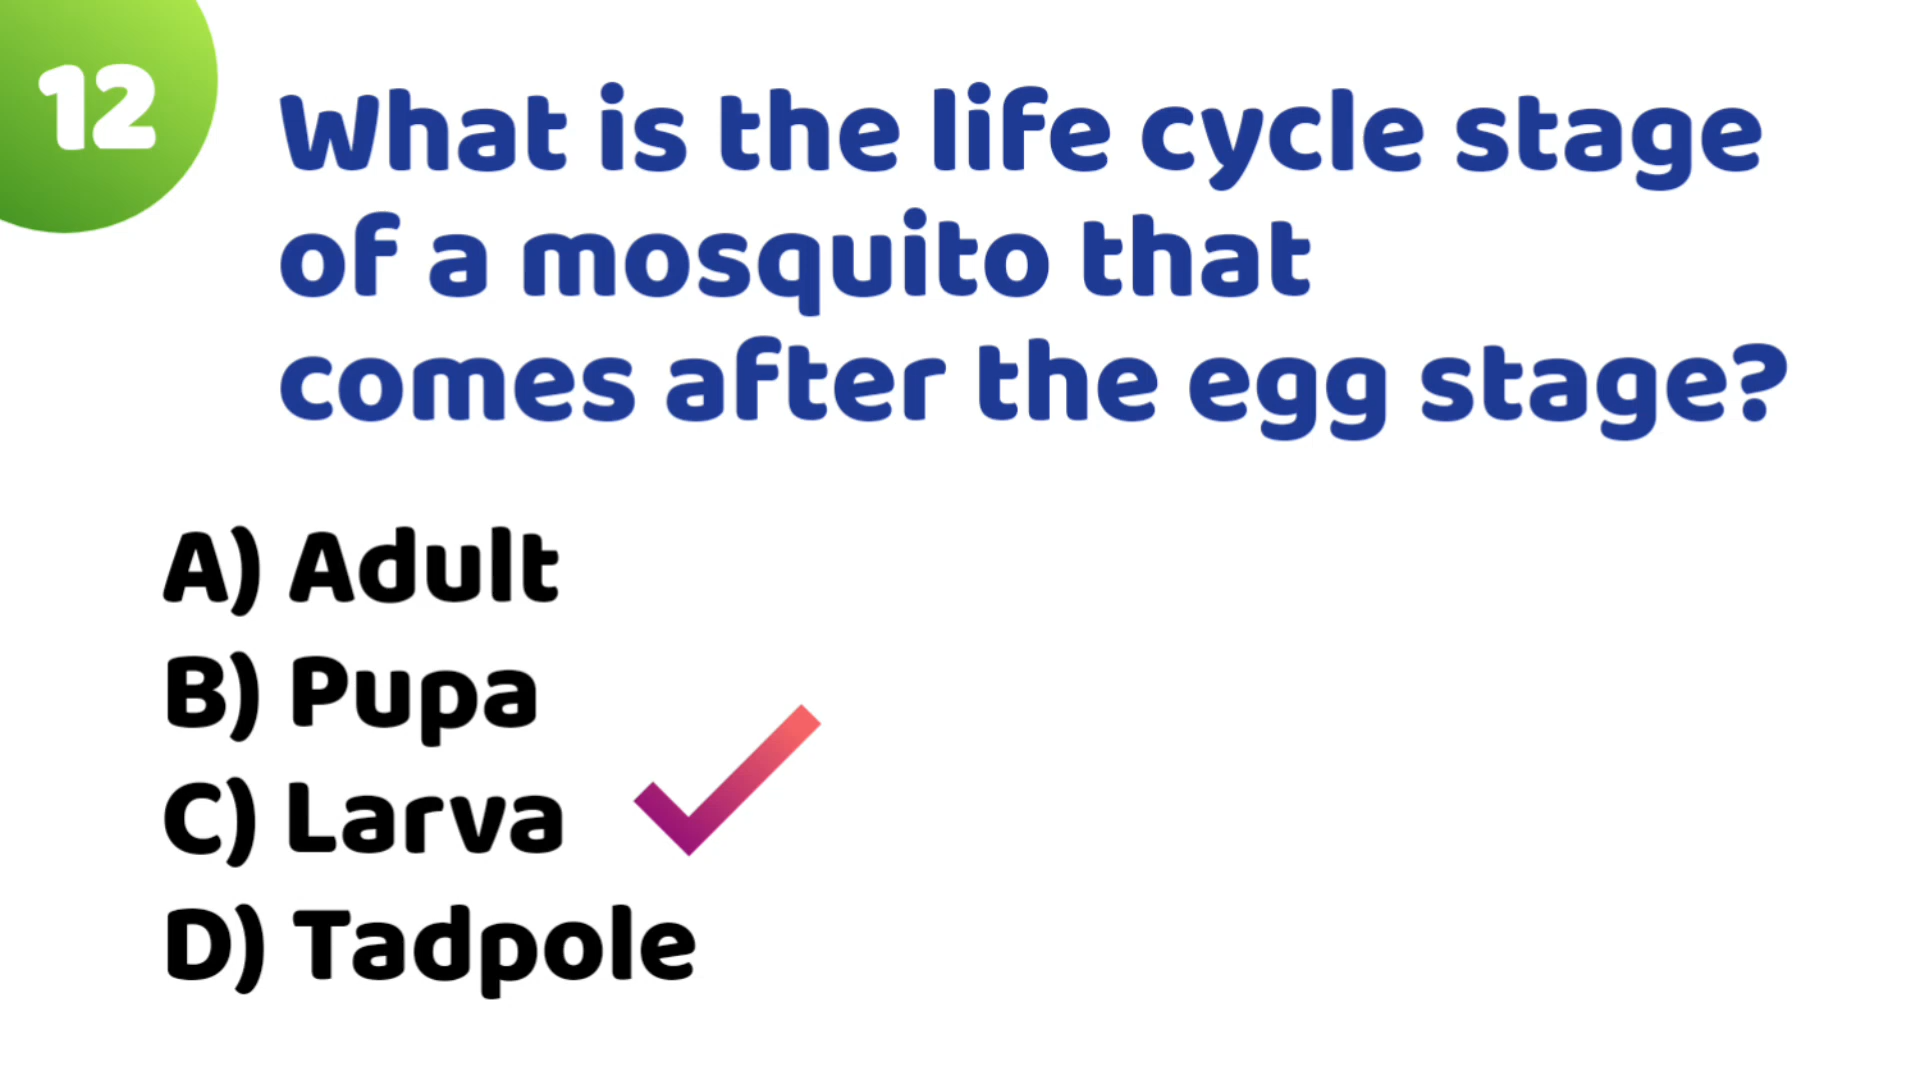 12
What is the life cycle stage
of a mosquito that
comes after the egg stage?
A) Adult
B) Pupa
C) Larva
D) Tadpole